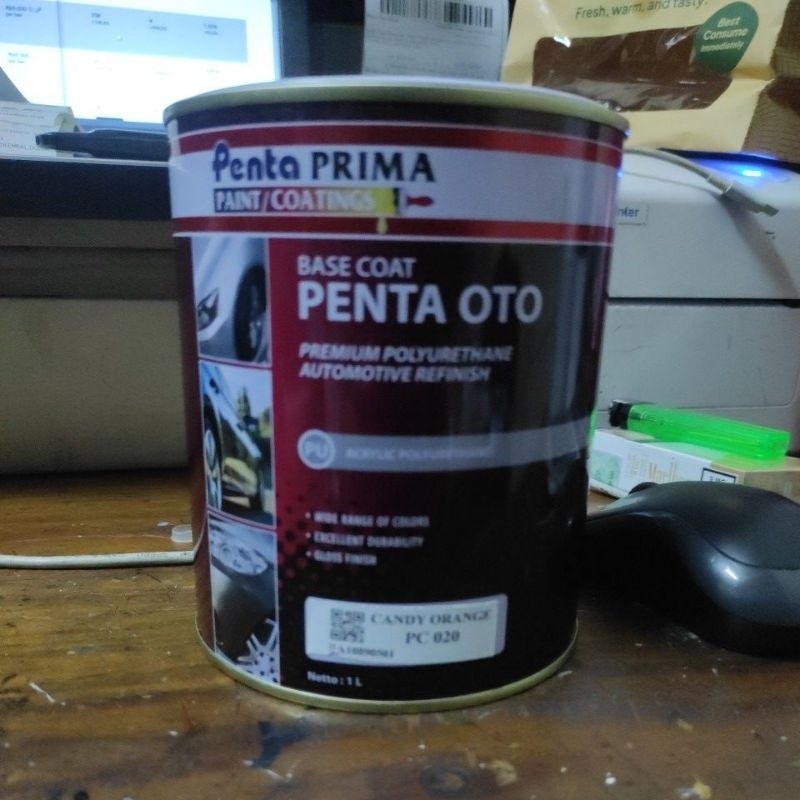 Fresh, warm, and tasty
Best
Consume
Immediately
Penta PRIMA
PAINT/COATINGS
BASE COAT
PENTA OTO
PREMIUM POLYURETHANE
AUTOMOTIVE REFINISH
PU ACRYLIC POLYURETHANE
• WIDE RANGE OF COLORS
• EXCELLENT DURABILITY
• GLOSS FINISH
CANDY ORANGE
PC 020
Netto : 1 L